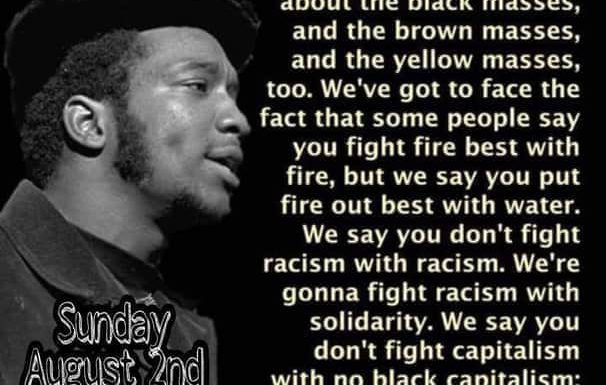 about the black masses,
and the brown masses,
and the yellow masses,
too. We've got to face the
fact that some people say
you fight fire best with
fire, but we say you put
fire out best with water.
We say you don't fight
racism with racism. We're
gonna fight racism with
solidarity. We say you
don't fight capitalism
with no black capitalism;
Sunday
August 2nd